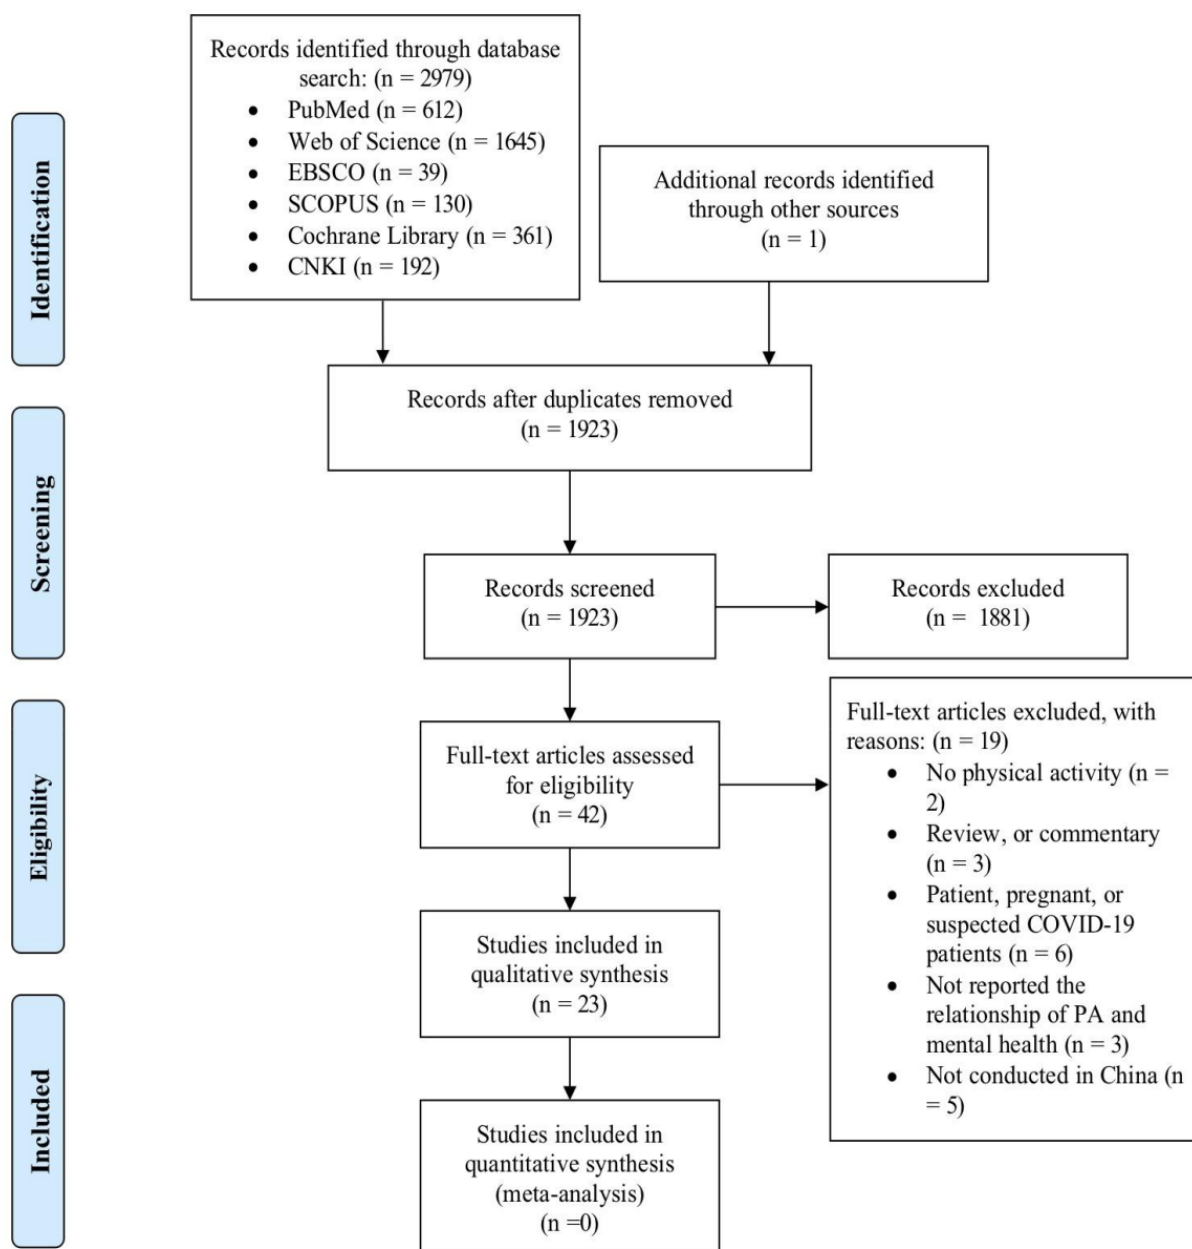 Identification
Records identified through database
search: (n = 2979)
• PubMed (n = 612)
• Web of Science (n = 1645)
• EBSCO (n = 39)
• SCOPUS (n = 130)
• Cochrane Library (n = 361)
• CNKI (n = 192)
Additional records identified
through other sources
(n = 1)
Screening
Records after duplicates removed
(n = 1923)
Records screened
(n = 1923)
Records excluded
(n =  1881)
Eligibility
Full-text articles assessed
for eligibility
(n = 42)
Full-text articles excluded, with
reasons: (n = 19)
• No physical activity (n =
2)
• Review, or commentary
(n = 3)
• Patient, pregnant, or
suspected COVID-19
patients (n = 6)
• Not reported the
relationship of PA and
mental health (n = 3)
• Not conducted in China (n
= 5)
Studies included in
qualitative synthesis
(n = 23)
Included
Studies included in
quantitative synthesis
(meta-analysis)
(n =0)